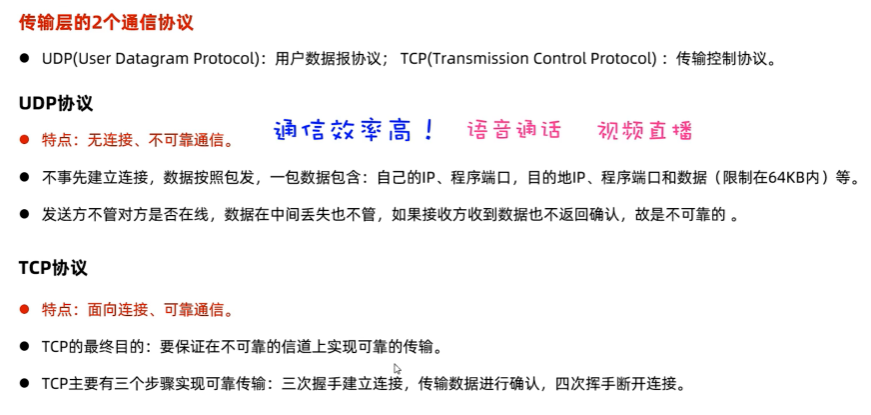 传输层的2个通信协议
● UDP(User Datagram Protocol)：用户数据报协议； TCP(Transmission Control Protocol) ：传输控制协议。
UDP协议
● 特点：无连接、不可靠通信。 通信效率高！ 语音通话 视频直播
● 不事先建立连接，数据按照包发，一包数据包含：自己的IP、程序端口，目的地IP、程序端口和数据（限制在64KB内）等。
● 发送方不管对方是否在线，数据在中间丢失也不管，如果接收方收到数据也不返回确认，故是不可靠的 。
TCP协议
● 特点：面向连接、可靠通信。
● TCP的最终目的：要保证在不可靠的信道上实现可靠的传输。
● TCP主要有三个步骤实现可靠传输：三次握手建立连接，传输数据进行确认，四次挥手断开连接。